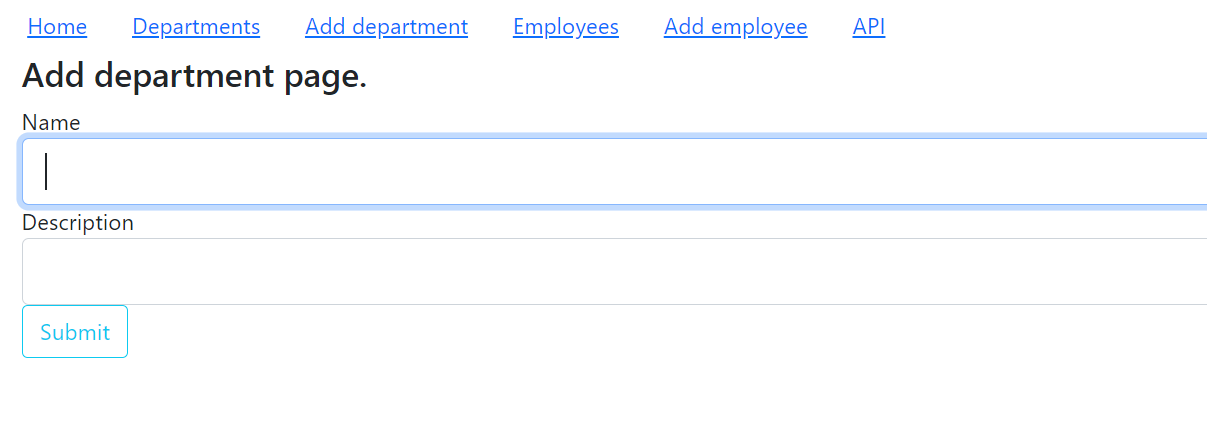 Home Departments Add department Employees Add employee API
Add department page.
Name
Description
Submit